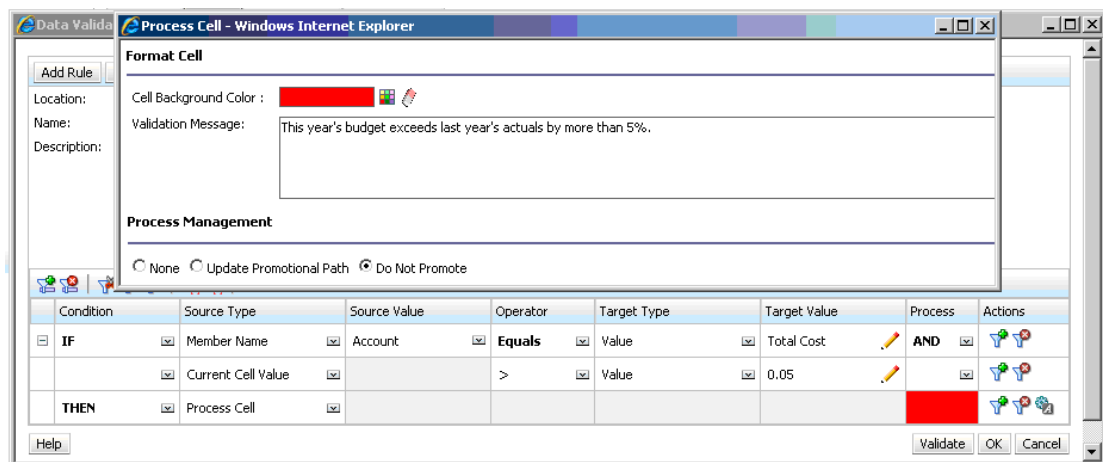 Data Valida
Process Cell - Windows Internet Explorer
Format Cell
Add Rule
Location:
Cell Background Color :
Name:
Validation Message:
This year's budget exceeds last year's actuals by more than 5%.
Description:
Process Management
None Update Promotional Path Do Not Promote
Condition Source Type Source Value Operator Target Type Target Value Process Actions
IF Member Name Account Equals Value Total Cost AND
Current Cell Value > Value 0.05
THEN Process Cell
Help Validate OK Cancel